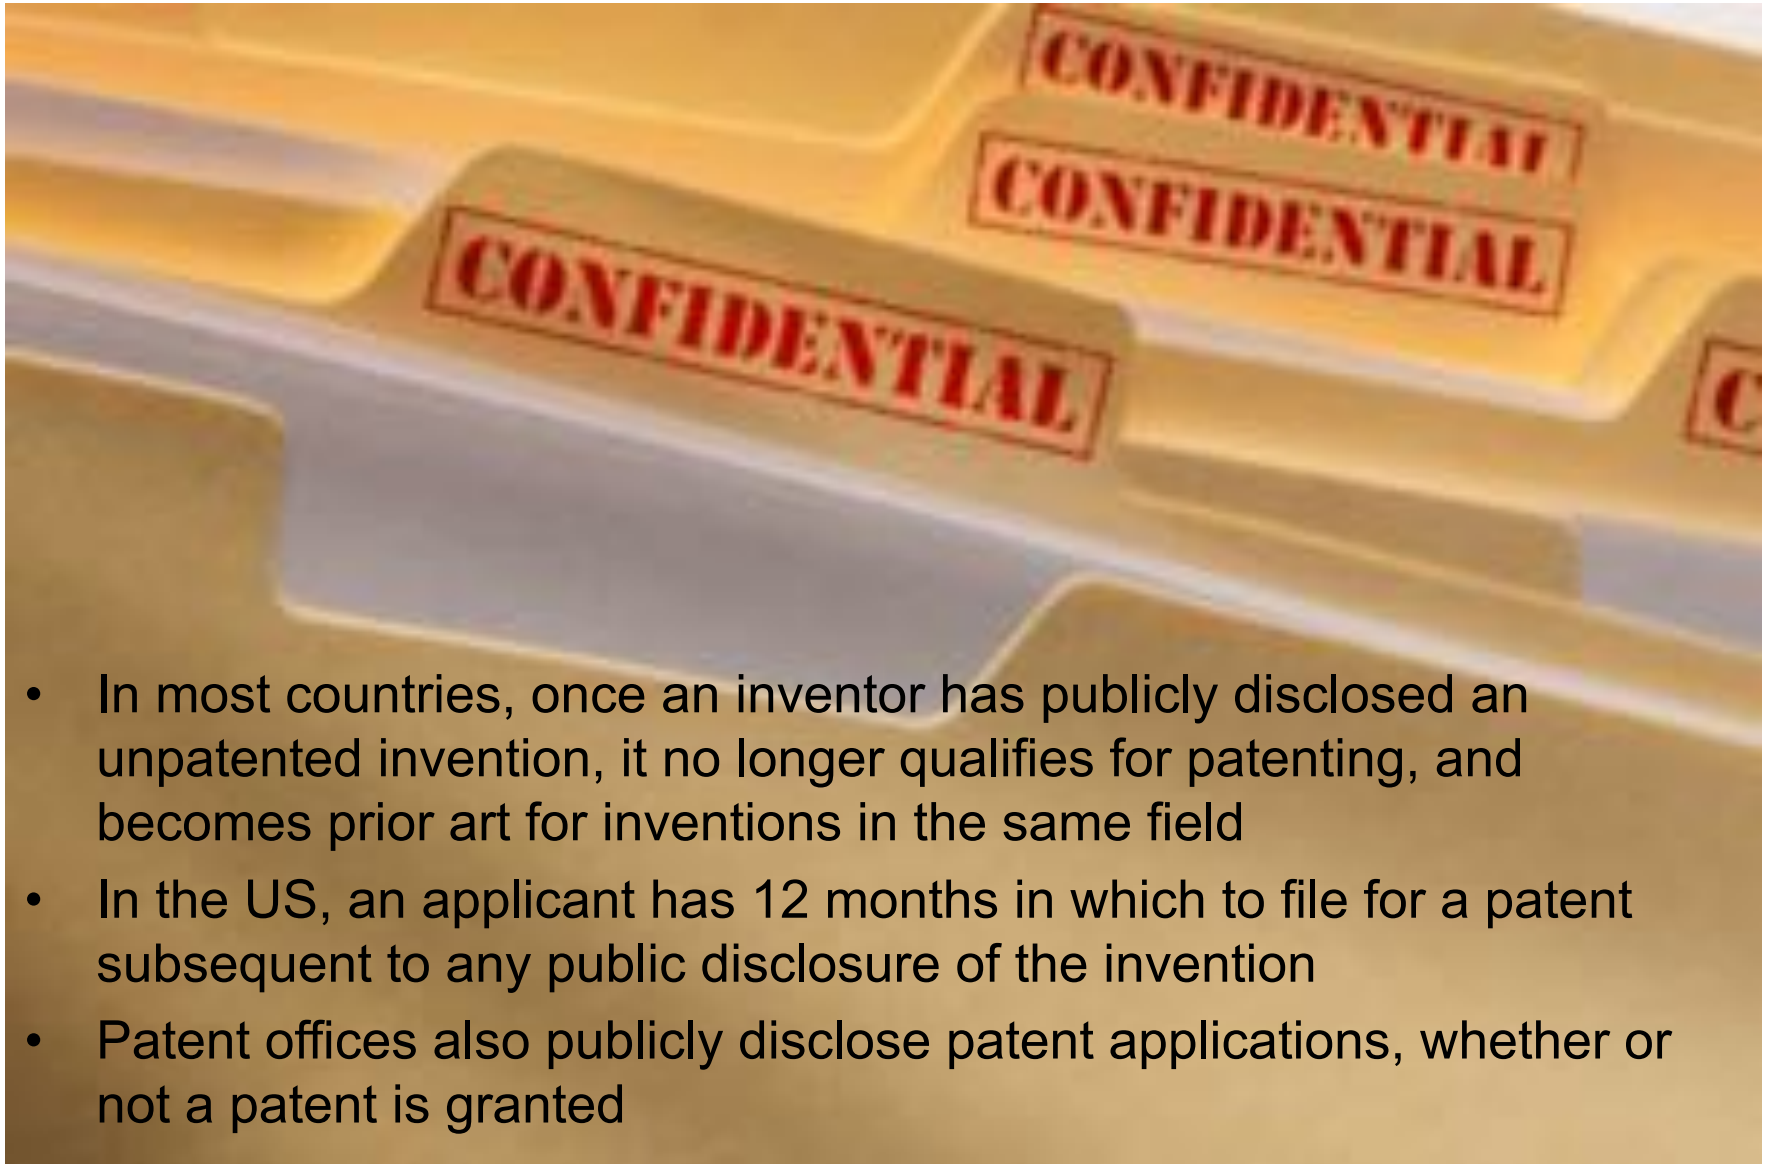 CONFIDENTIAL
CONFIDENTIAL
CONFIDENTIAL
C
• In most countries, once an inventor has publicly disclosed an
unpatented invention, it no longer qualifies for patenting, and
becomes prior art for inventions in the same field
• In the US, an applicant has 12 months in which to file for a patent
subsequent to any public disclosure of the invention
• Patent offices also publicly disclose patent applications, whether or
not a patent is granted